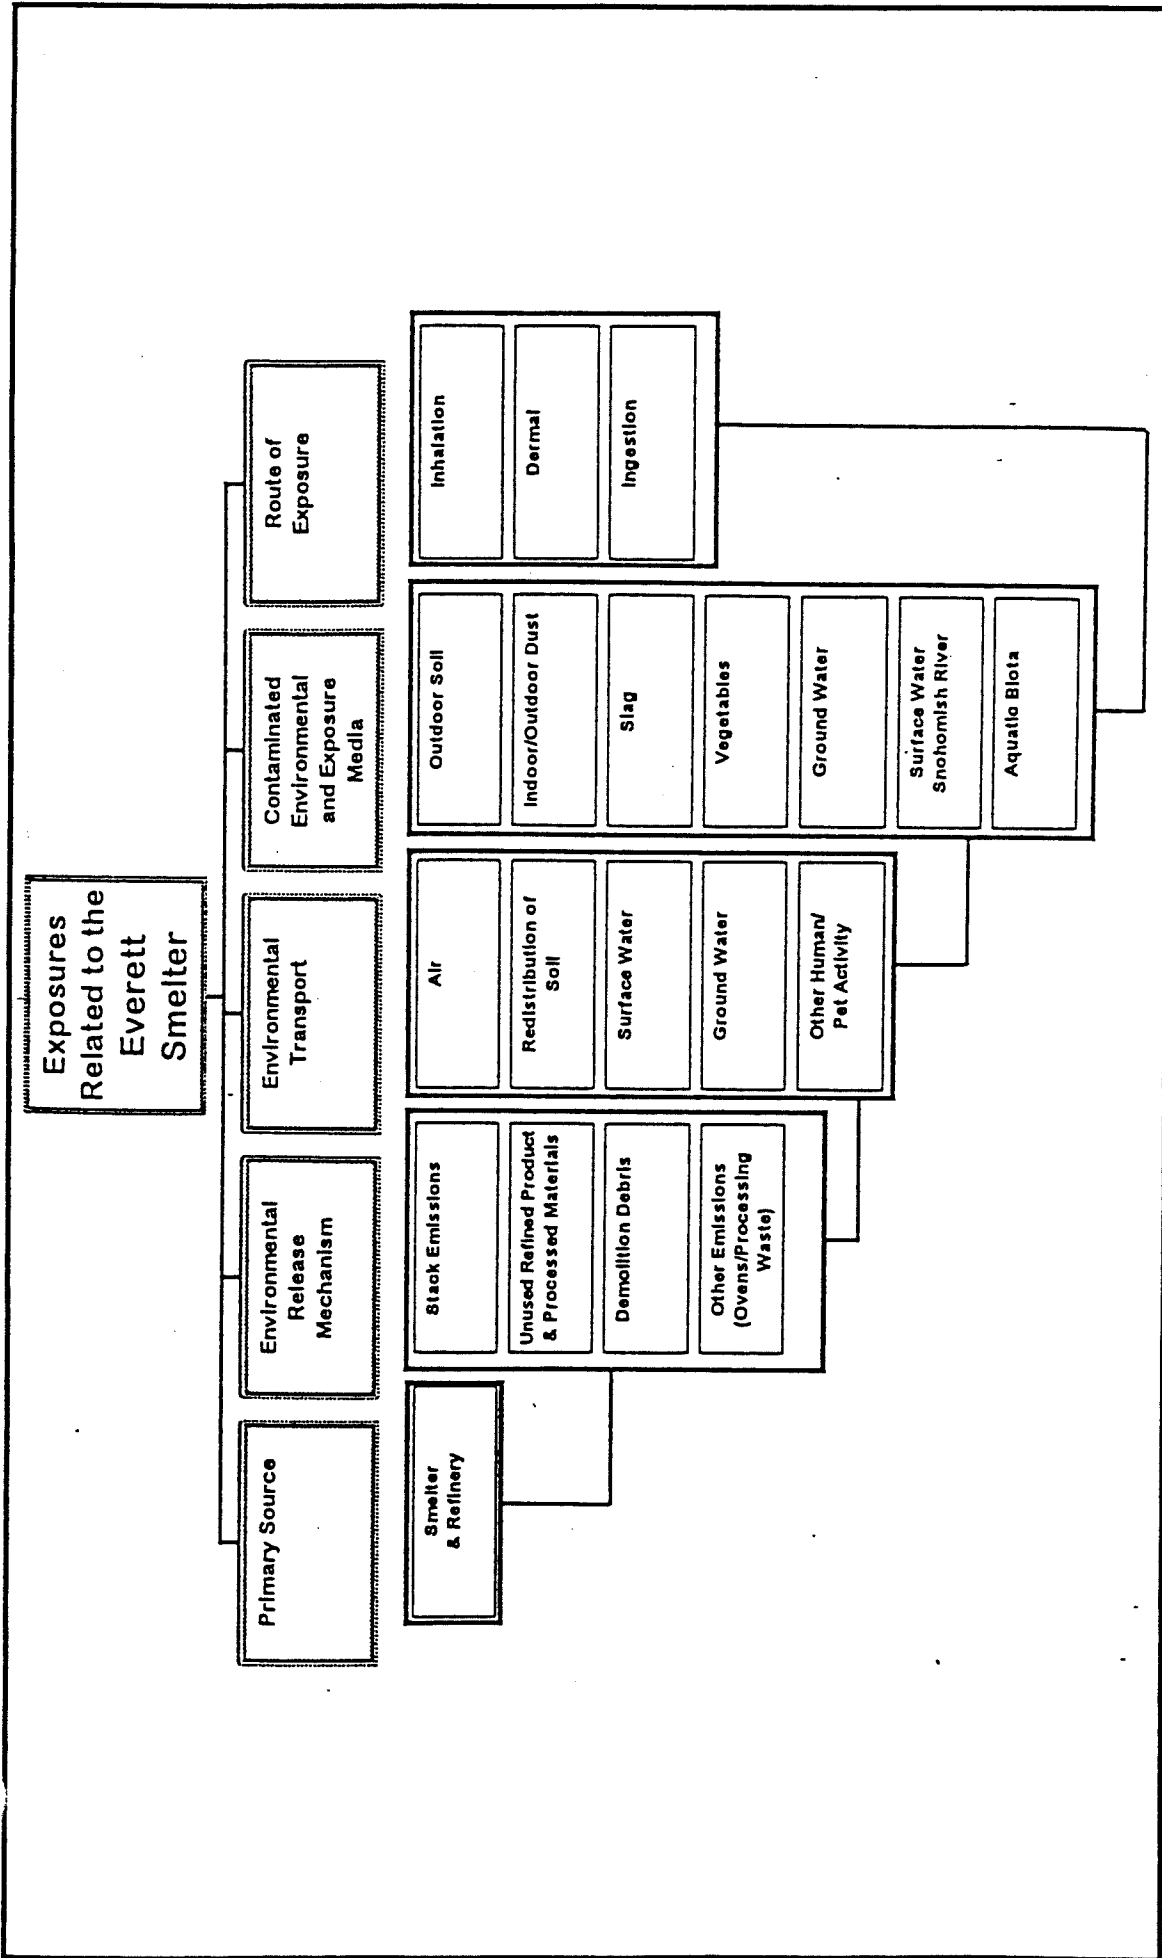 Exposures
Related to the
Everett
Smelter
Primary Source
Environmental
Release
Mechanism
Environmental
Transport
Contaminated
Environmental
and Exposure
Media
Route of
Exposure
Smelter
& Refinery
Stack Emissions
Unused Refined Product
& Processed Materials
Demolition Debris
Other Emissions
(Ovens/Processing
Waste)
Air
Redistribution of
Soil
Surface Water
Ground Water
Other Human/
Pet Activity
Outdoor Soil
Indoor/Outdoor Dust
Slag
Vegetables
Ground Water
Surface Water
Snohomish River
Aquatic Biota
Inhalation
Dermal
Ingestion